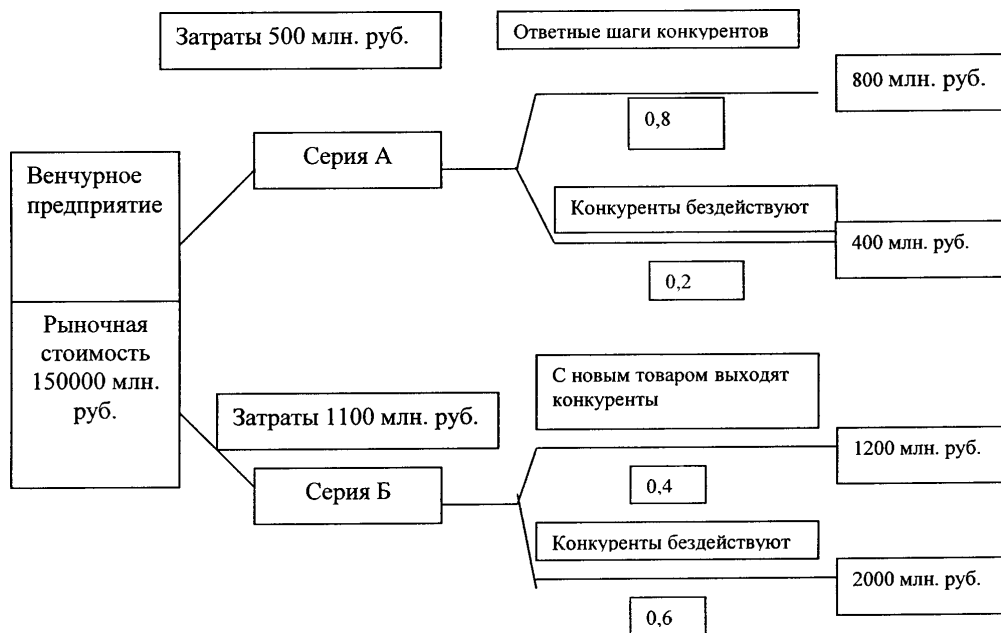 Затраты 500 млн. руб.
Ответные шаги конкурентов
800 млн. руб.
0,8
Серия А
Венчурное
предприятие
Конкуренты бездействуют
400 млн. руб.
0,2
Рыночная
стоимость
150000 млн.
руб.
С новым товаром выходят
конкуренты
Затраты 1100 млн. руб.
1200 млн. руб.
Серия Б
0,4
Конкуренты бездействуют
2000 млн. руб.
0,6